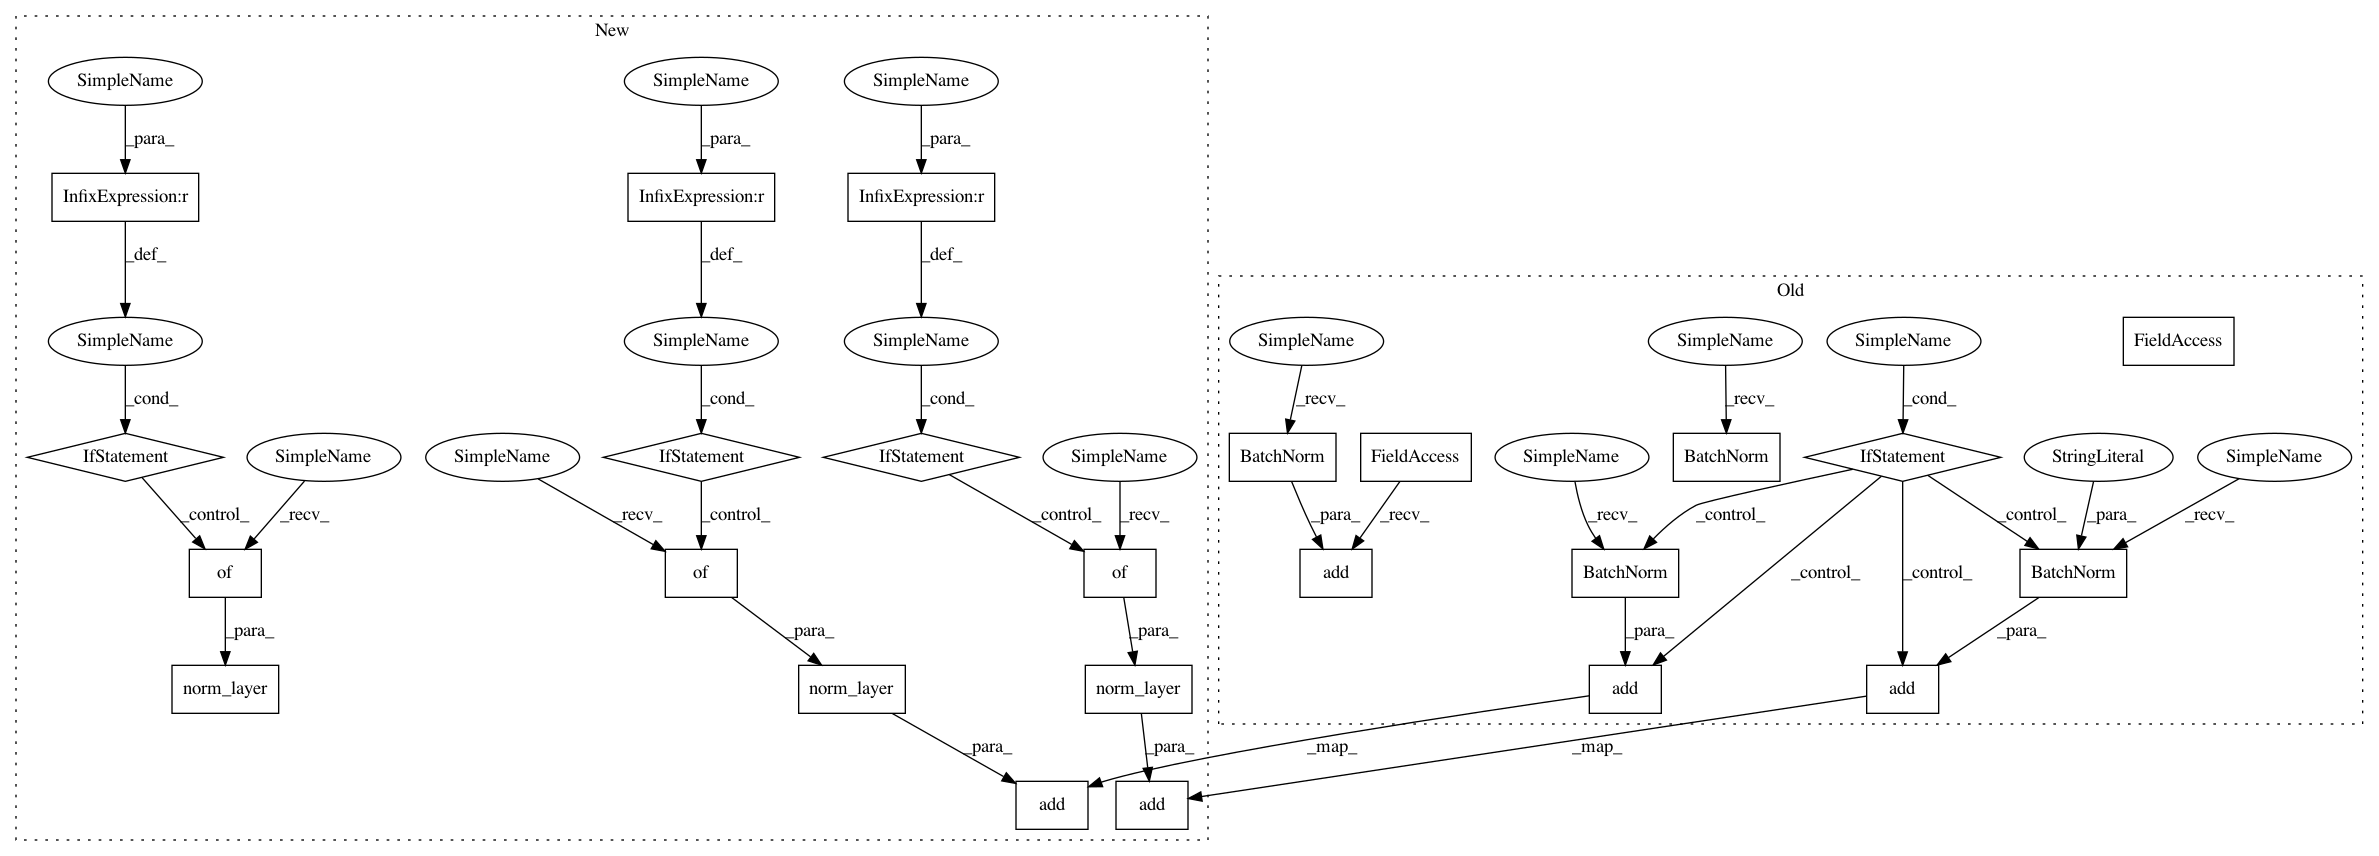 New
SimpleName
SimpleName
SimpleName
_para_
_para_
_para_
InfixExpression:r
InfixExpression:r
InfixExpression:r
_def_
_def_
_def_
Old
SimpleName
SimpleName
SimpleName
SimpleName
SimpleName
SimpleName
FieldAccess
_cond_
_cond_
_cond_
_recv_
_recv_
_cond_
IfStatement
SimpleName
SimpleName
IfStatement
IfStatement
SimpleName
BatchNorm
FieldAccess
SimpleName
BatchNorm
IfStatement
StringLiteral
SimpleName
_control_
_recv_
_recv_
_control_
_control_
_recv_
_para_
_recv_
_recv_
_control_
_control_
_para_
_recv_
of
of
of
add
BatchNorm
_control_
_control_
BatchNorm
_para_
_para_
_para_
_para_
_para_
norm_layer
norm_layer
norm_layer
add
add
_para_
_para_
_map_
_map_
add
add